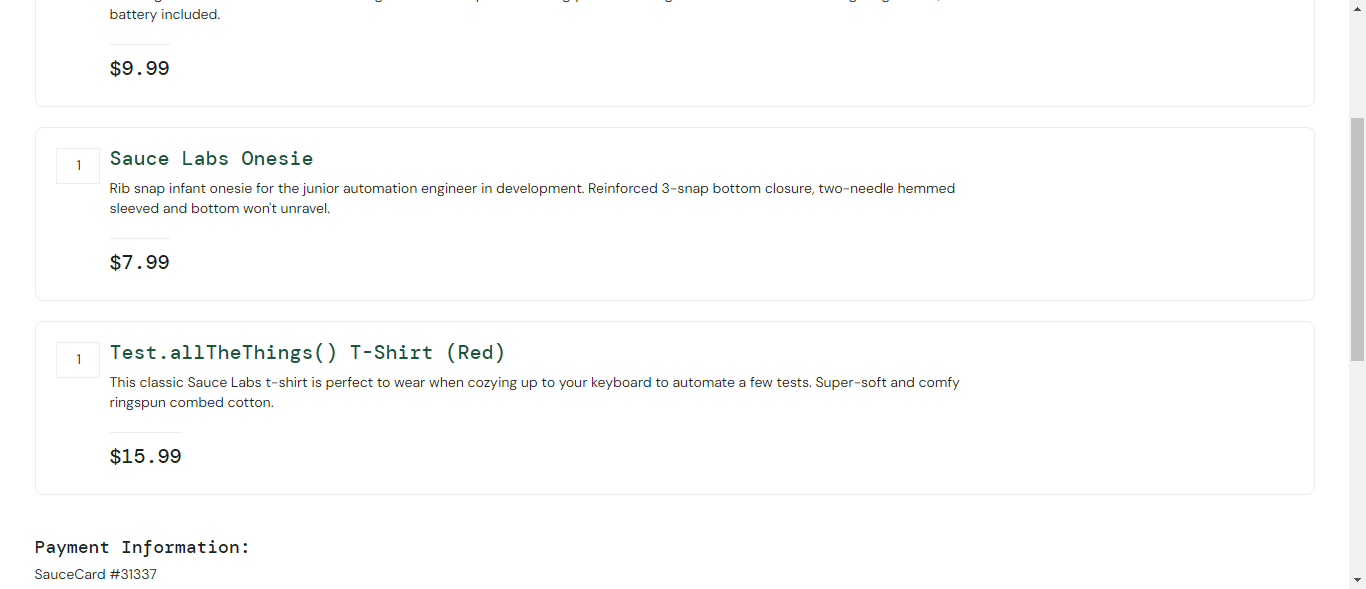 battery included.
$9.99
1
Sauce Labs Onesie
Rib snap infant onesie for the junior automation engineer in development. Reinforced 3-snap bottom closure, two-needle hemmed
sleeved and bottom won't unravel.
$7.99
1
Test.allTheThings() T-Shirt (Red)
This classic Sauce Labs t-shirt is perfect to wear when cozying up to your keyboard to automate a few tests. Super-soft and comfy
ringspun combed cotton.
$15.99
Payment Information:
SauceCard #31337